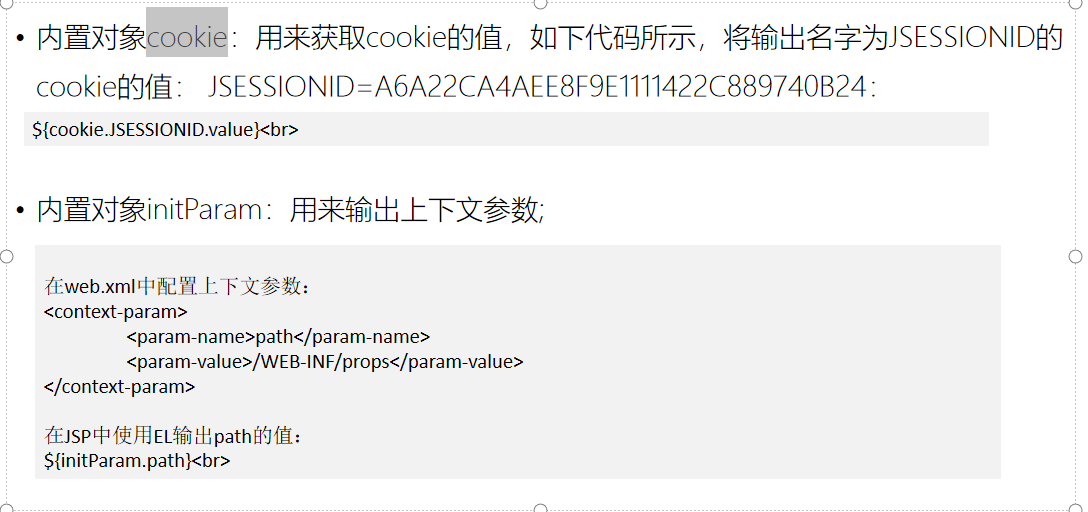 • 内置对象cookie：用来获取cookie的值，如下代码所示，将输出名字为JSESSIONID的
cookie的值： JSESSIONID=A6A22CA4AEE8F9E1111422C889740B24：
${cookie.JSESSIONID.value}<br>
• 内置对象initParam：用来输出上下文参数;
在web.xml中配置上下文参数：
<context-param>
<param-name>path</param-name>
<param-value>/WEB-INF/props</param-value>
</context-param>
在JSP中使用EL输出path的值：
${initParam.path}<br>